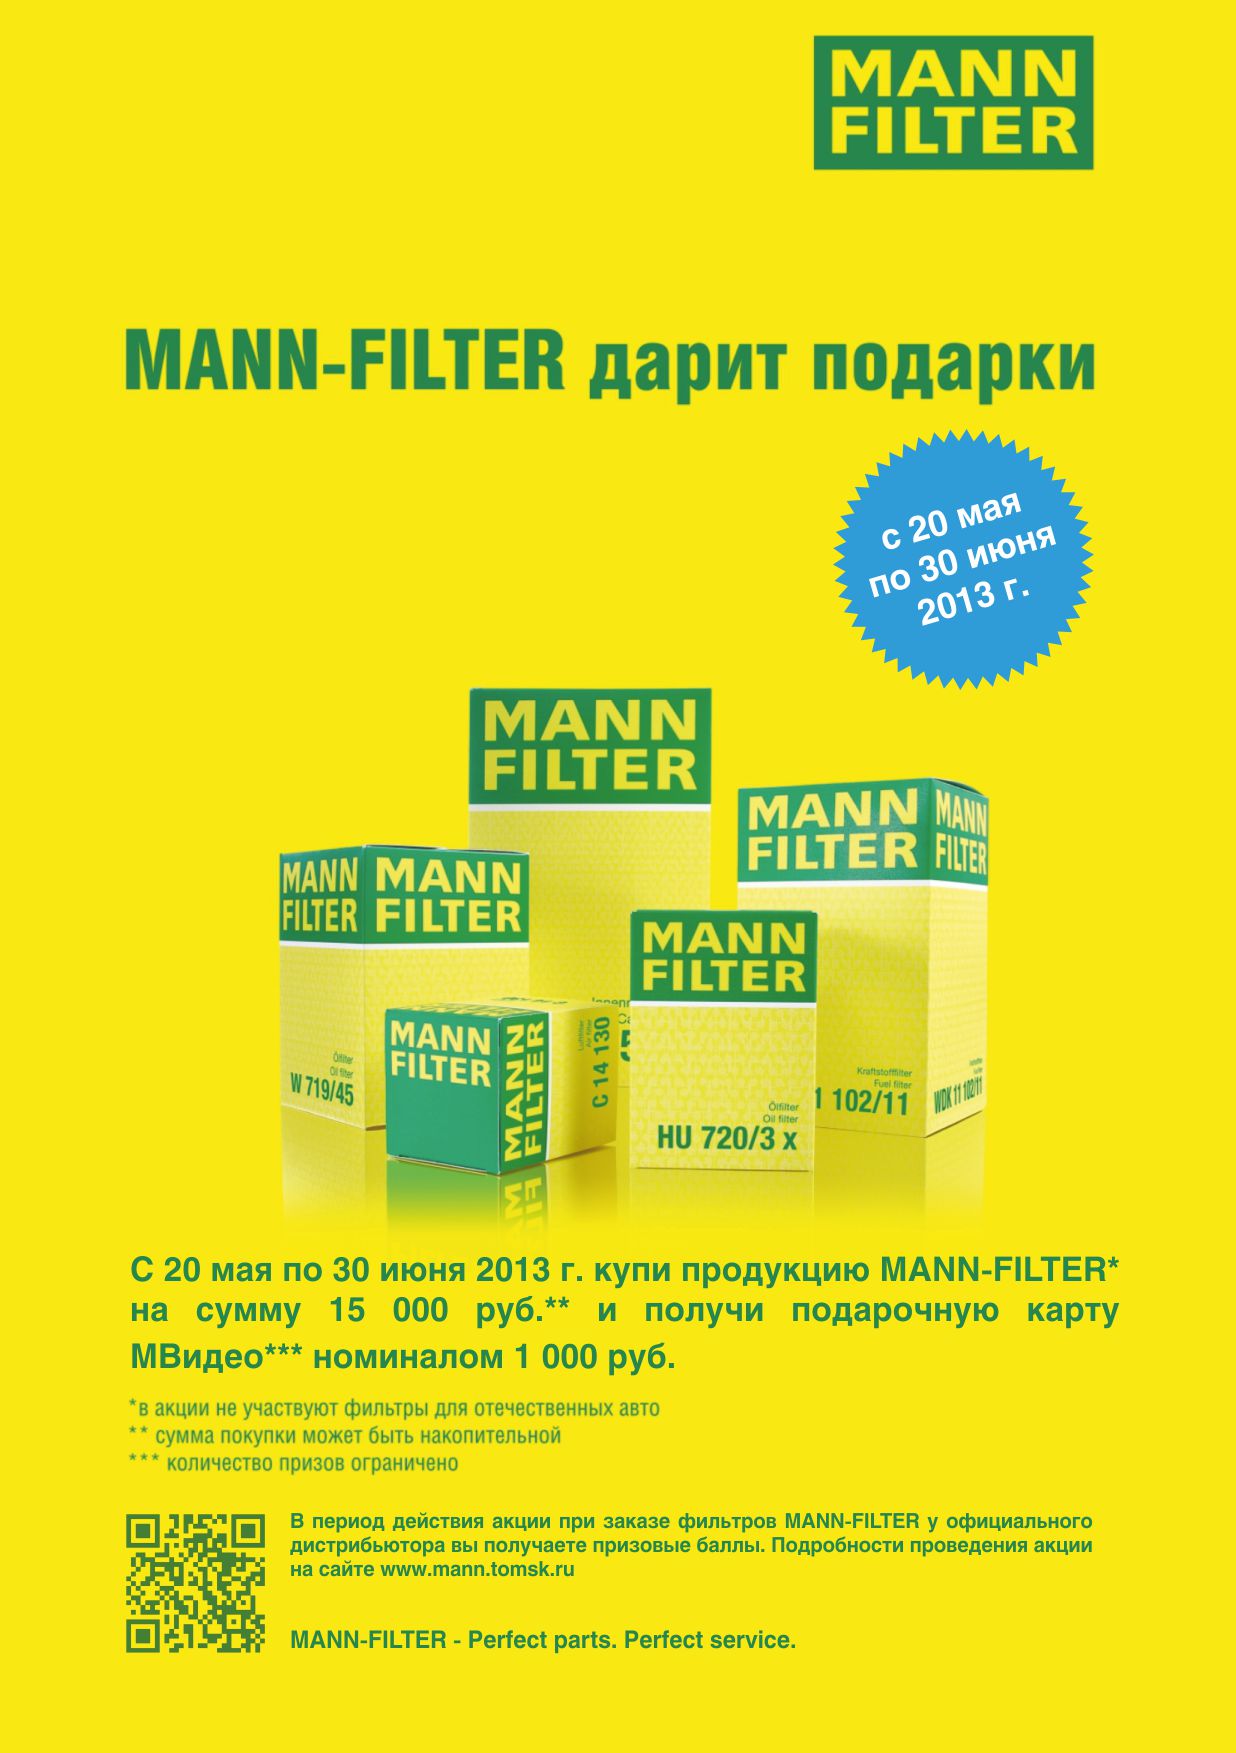 MANN
FILTER
MANN-FILTER дарит подарки
с 20 мая
по 30 июня
2013 г.
MANN
FILTER
MANN
FILTER
MANN
FILTER
MANN
FILTER
MANN
FILTER
MANN
FILTER
5
Ölfilter
Oil filter
W 719/45
MANN
FILTER
MANN
FILTER
Luftfilter
Air filter
C 14 130
Ölfilter
Oil filter
HU 720/3 x
Kraftstofffilter
Fuel filter
1 102/11
WDK 11 102/11
С 20 мая по 30 июня 2013 г. купи продукцию MANN-FILTER*
на сумму 15 000 руб.** и получи подарочную карту
МВидео*** номиналом 1 000 руб.
*в акции не участвуют фильтры для отечественных авто
** сумма покупки может быть накопительной
*** количество призов ограничено
В период действия акции при заказе фильтров MANN-FILTER у официального
дистрибьютора вы получаете призовые баллы. Подробности проведения акции
на сайте www.mann.tomsk.ru
MANN-FILTER - Perfect parts. Perfect service.